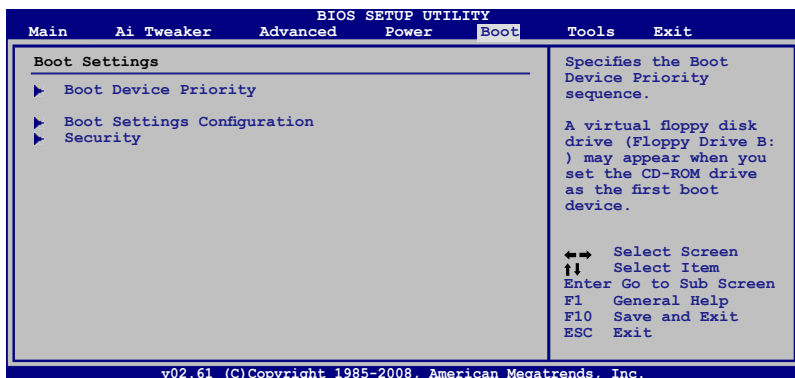 BIOS SETUP UTILITY
Main Ai Tweaker Advanced Power Boot Tools Exit
Boot Settings
Boot Device Priority
Boot Settings Configuration
Security
Specifies the Boot
Device Priority
sequence.
A virtual floppy disk
drive (Floppy Drive B:
) may appear when you
set the CD-ROM drive
as the first boot
device.
←→ Select Screen
↑↓ Select Item
Enter Go to Sub Screen
F1 General Help
F10 Save and Exit
ESC Exit
v02.61 (C)Copyright 1985-2008, American Megatrends, Inc.